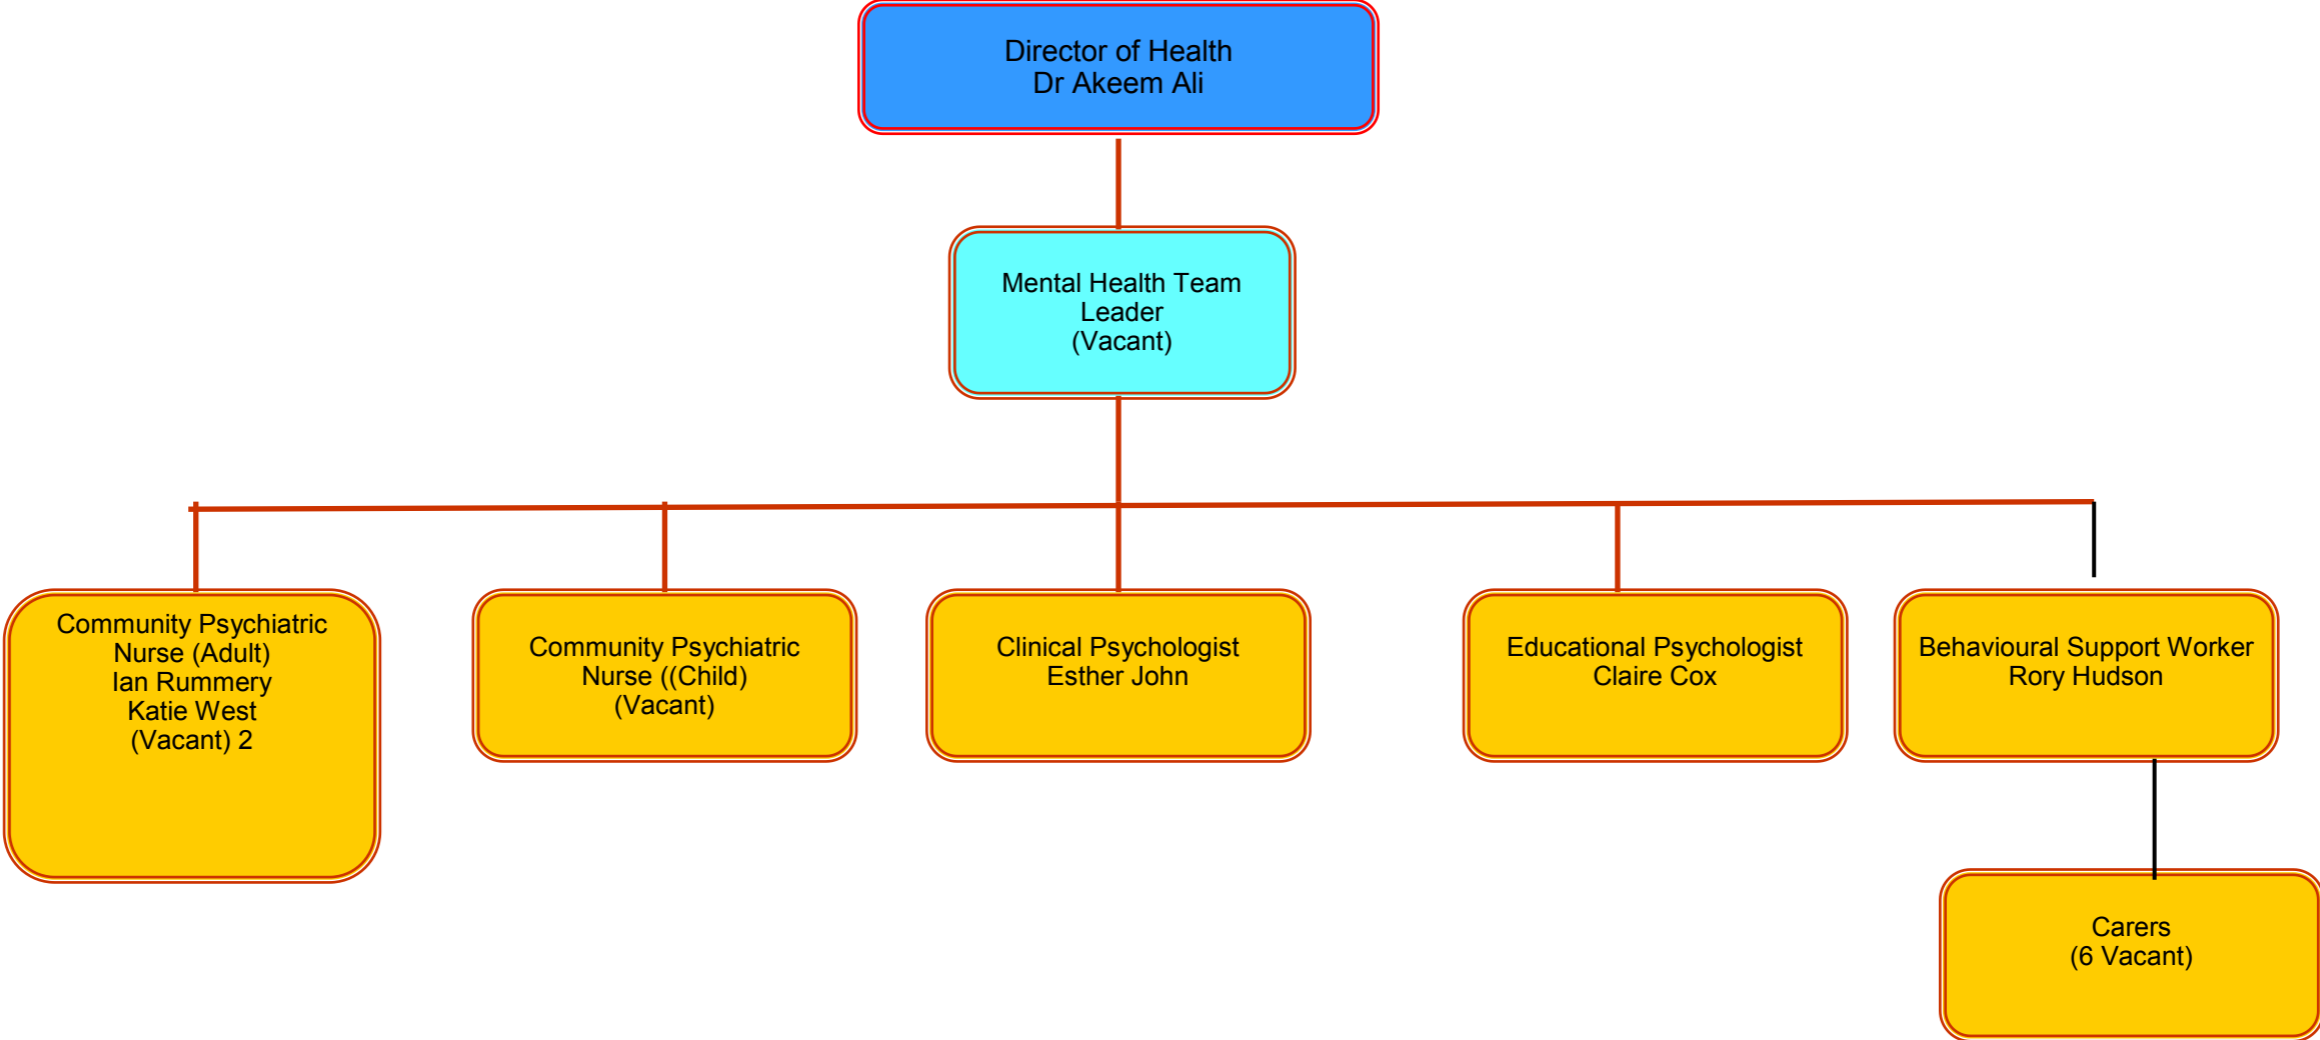 Director of Health
Dr Akeem Ali
Mental Health Team
Leader
(Vacant)
Community Psychiatric
Nurse (Adult)
Ian Rummery
Katie West
(Vacant) 2
Community Psychiatric
Nurse ((Child)
(Vacant)
Clinical Psychologist
Esther John
Educational Psychologist
Claire Cox
Behavioural Support Worker
Rory Hudson
Carers
(6 Vacant)